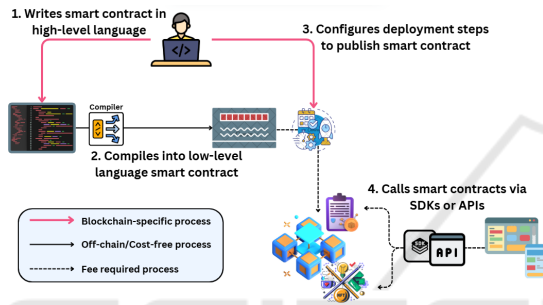 1. Writes smart contract in
high-level language
3. Configures deployment steps
to publish smart contract
Compiler
2. Compiles into low-level
language smart contract
4. Calls smart contracts via
SDKs or APIs
SDK
API
Blockchain-specific process
Off-chain/Cost-free process
Fee required process